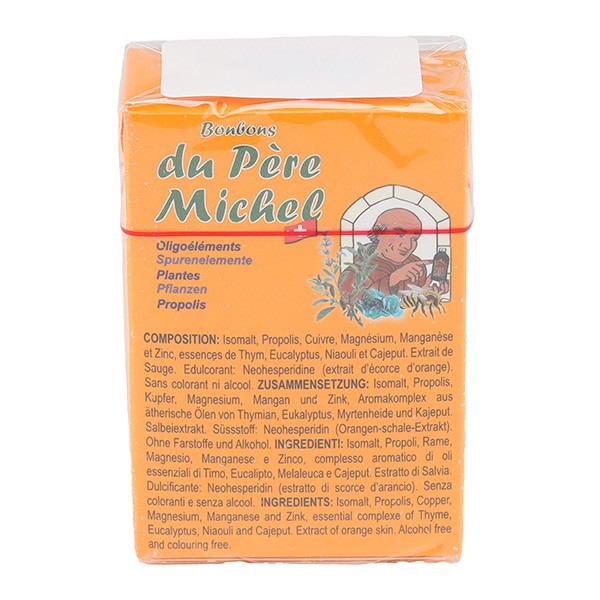 Bonbons
du Père
Michel
Oligoéléments
Spurenelemente
Plantes
Pflanzen
Propolis
COMPOSITION: Isomalt, Propolis, Cuivre, Magnésium, Manganèse
et Zinc, essences de Thym, Eucalyptus, Niaouli et Cajeput. Extrait de
Sauge. Edulcorant: Neohesperidine (extrait d'écorce d'orange).
Sans colorant ni alcool. ZUSAMMENSETZUNG: Isomalt, Propolis,
Kupfer, Magnesium, Mangan und Zink, Aromakomplex aus
ätherische Ölen von Thymian, Eukalyptus, Myrtenheide und Kajeput.
Salbeiextrakt. Süssstoff: Neohesperidin (Orangen-schale-Extrakt).
Ohne Farstoffe und Alkohol. INGREDIENTI: Isomalt, Propoli, Rame,
Magnesio, Manganese e Zinco, complesso aromatico di oli
essenziali di Timo, Eucalipto, Melaleuca e Cajeput. Estratto di Salvia.
Dulcificante: Neohesperidin (estratto di scorce d'arancio). Senza
coloranti e senza alcool. INGREDIENTS: Isomalt, Propolis, Copper,
Magnesium, Manganese and Zink, essential complexe of Thyme,
Eucalyptus, Niaouli and Cajeput. Extract of orange skin. Alcohol free
and colouring free.